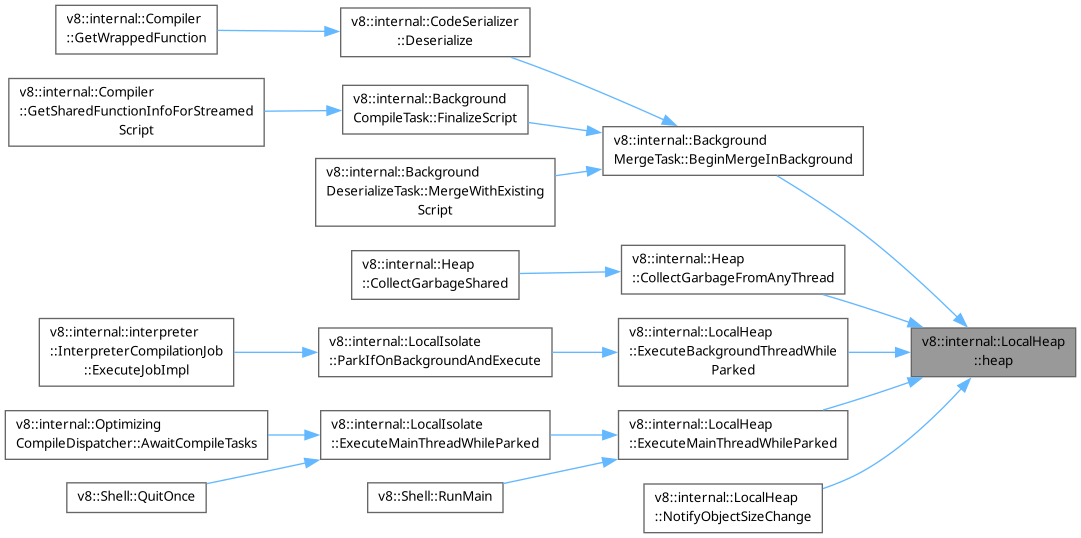 v8::internal::Compiler
::GetWrappedFunction
v8::internal::CodeSerializer
::Deserialize
v8::internal::Compiler
::GetSharedFunctionInfoForStreamed
Script
v8::internal::Background
CompileTask::FinalizeScript
v8::internal::Background
MergeTask::BeginMergeInBackground
v8::internal::Background
DeserializeTask::MergeWithExisting
Script
v8::internal::Heap
::CollectGarbageShared
v8::internal::Heap
::CollectGarbageFromAnyThread
v8::internal::LocalHeap
::heap
v8::internal::interpreter
::InterpreterCompilationJob
::ExecuteJobImpl
v8::internal::LocalIsolate
::ParkIfOnBackgroundAndExecute
v8::internal::LocalHeap
::ExecuteBackgroundThreadWhile
Parked
v8::internal::Optimizing
CompileDispatcher::AwaitCompileTasks
v8::internal::LocalIsolate
::ExecuteMainThreadWhileParked
v8::internal::LocalHeap
::ExecuteMainThreadWhileParked
v8::Shell::QuitOnce
v8::Shell::RunMain
v8::internal::LocalHeap
::NotifyObjectSizeChange